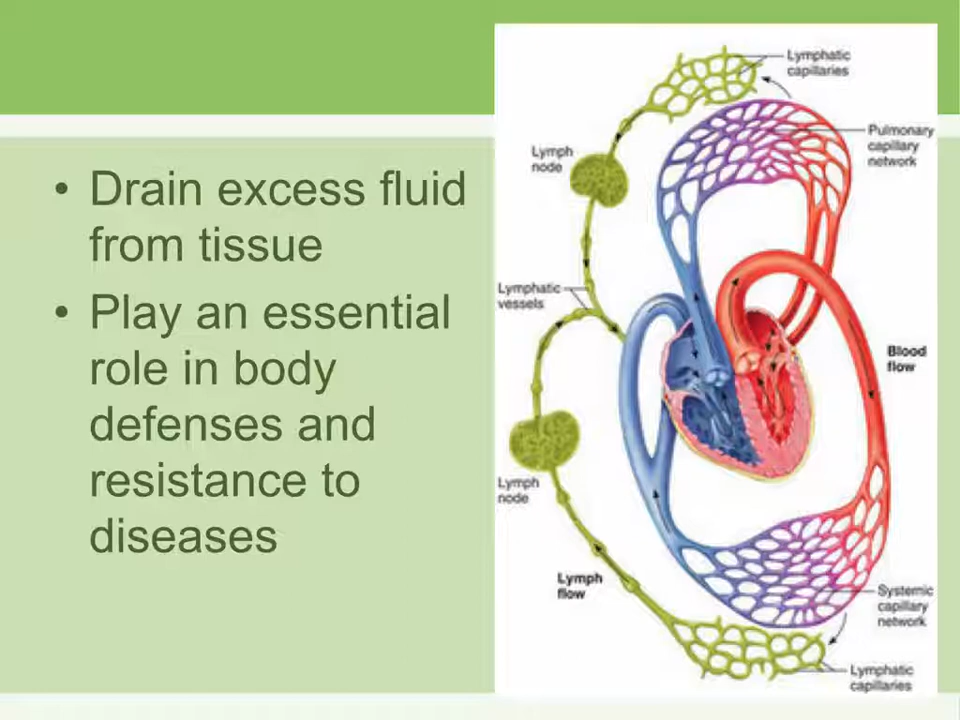 • Drain excess fluid
from tissue
• Play an essential
role in body
defenses and
resistance to
diseases
Lymphatic
capillaries
Pulmonary
capillary
network
Lymph
node
Lymphatic
vessels
Blood
flow
Lymph
node
Lymph
flow
Systemic
capillary
network
Lymphatic
capillaries